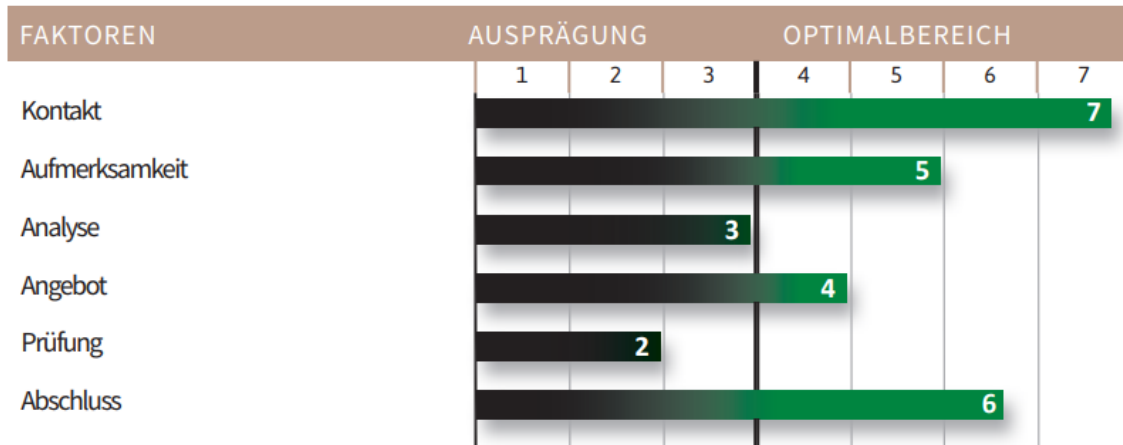 FAKTOREN AUSPRÄGUNG OPTIMALBEREICH
1 2 3 4 5 6 7
Kontakt 7
Aufmerksamkeit 5
Analyse 3
Angebot 4
Prüfung 2
Abschluss 6